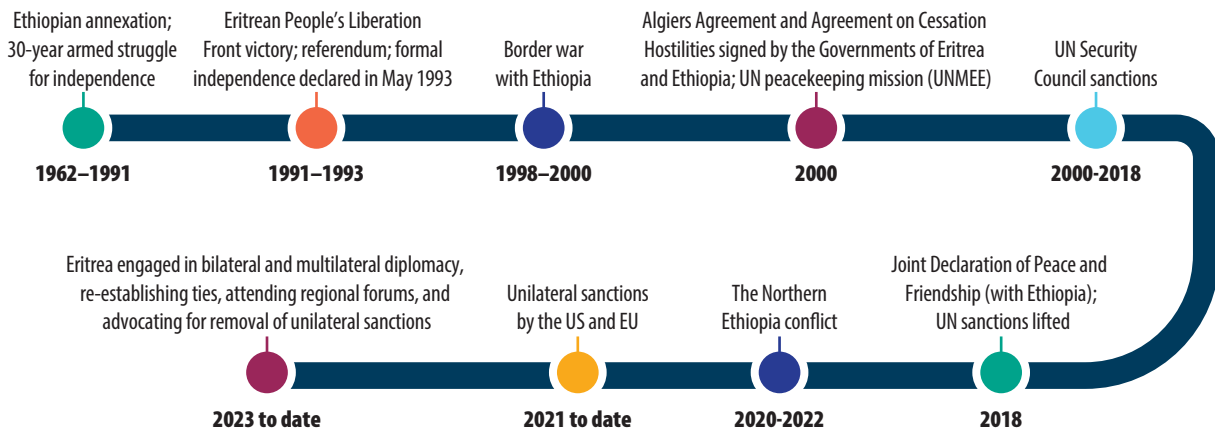 Ethiopian annexation;
30-year armed struggle
for independence
1962–1991
Eritrean People's Liberation
Front victory; referendum; formal
independence declared in May 1993
1991–1993
Border war
with Ethiopia
1998–2000
Algiers Agreement and Agreement on Cessation
Hostilities signed by the Governments of Eritrea
and Ethiopia; UN peacekeeping mission (UNMEE)
2000
UN Security
Council sanctions
2000-2018
Joint Declaration of Peace and
Friendship (with Ethiopia);
UN sanctions lifted
2018
The Northern
Ethiopia conflict
2020-2022
Unilateral sanctions
by the US and EU
2021 to date
Eritrea engaged in bilateral and multilateral diplomacy,
re-establishing ties, attending regional forums, and
advocating for removal of unilateral sanctions
2023 to date